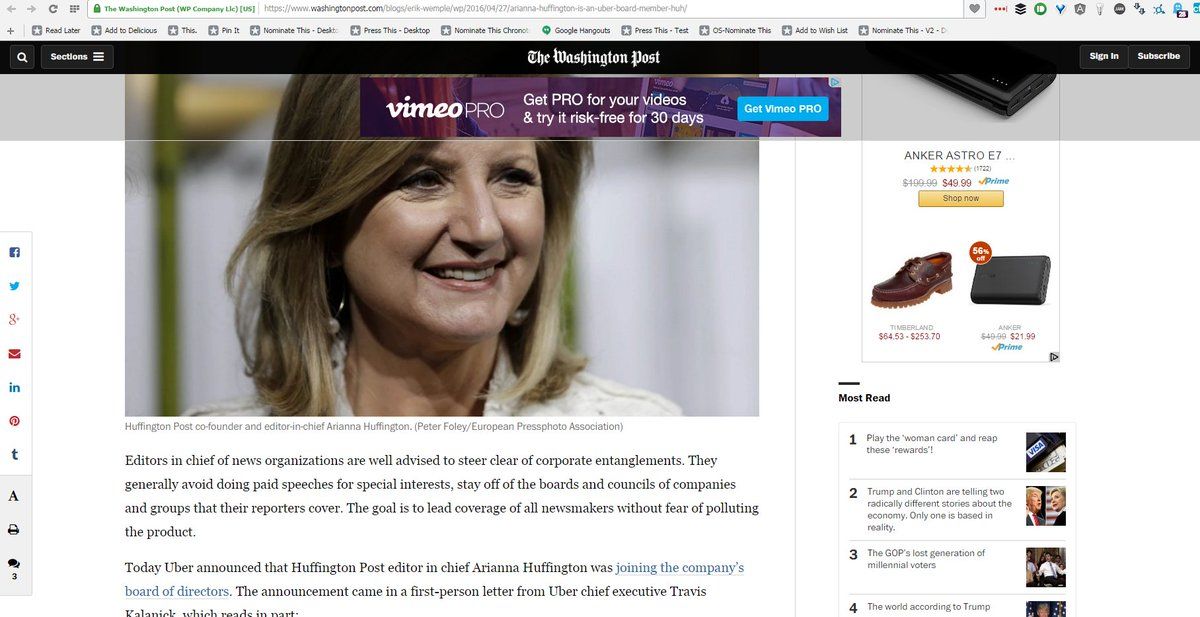 The Washington Post (WP Company Llc) [US]
https://www.washingtonpost.com/blogs/erik-wemple/wp/2016/04/27/arianna-huffington-is-an-uber-board-member-huh/
Read Later
Add to Delicious
This.
Pin It
Nominate This - Deskto
Press This - Desktop
Nominate This Chronot
Google Hangouts
Press This - Test
OS-Nominate This
Add to Wish List
Nominate This - V2 - D
Sections
The Washington Post
Sign In
Subscribe
vimeo PRO
Get PRO for your videos
& try it risk-free for 30 days
Get Vimeo PRO
ANKER ASTRO E7 ...
(1722)
$199.99 $49.99 Prime
Shop now
56%
off
TIMBERLAND
$64.53 - $253.70
ANKER
$49.99 $21.99
Prime
Huffington Post co-founder and editor-in-chief Arianna Huffington. (Peter Foley/European Pressphoto Association)
Editors in chief of news organizations are well advised to steer clear of corporate entanglements. They
generally avoid doing paid speeches for special interests, stay off of the boards and councils of companies
and groups that their reporters cover. The goal is to lead coverage of all newsmakers without fear of polluting
the product.
Today Uber announced that Huffington Post editor in chief Arianna Huffington was joining the company's
board of directors. The announcement came in a first-person letter from Uber chief executive Travis
Kalanick, which reads in part:
A
3
Most Read
1 Play the 'woman card' and reap
these 'rewards'!
VISA
2 Trump and Clinton are telling two
radically different stories about the
economy. Only one is based in
reality.
3 The GOP's lost generation of
millennial voters
4 The world according to Trump